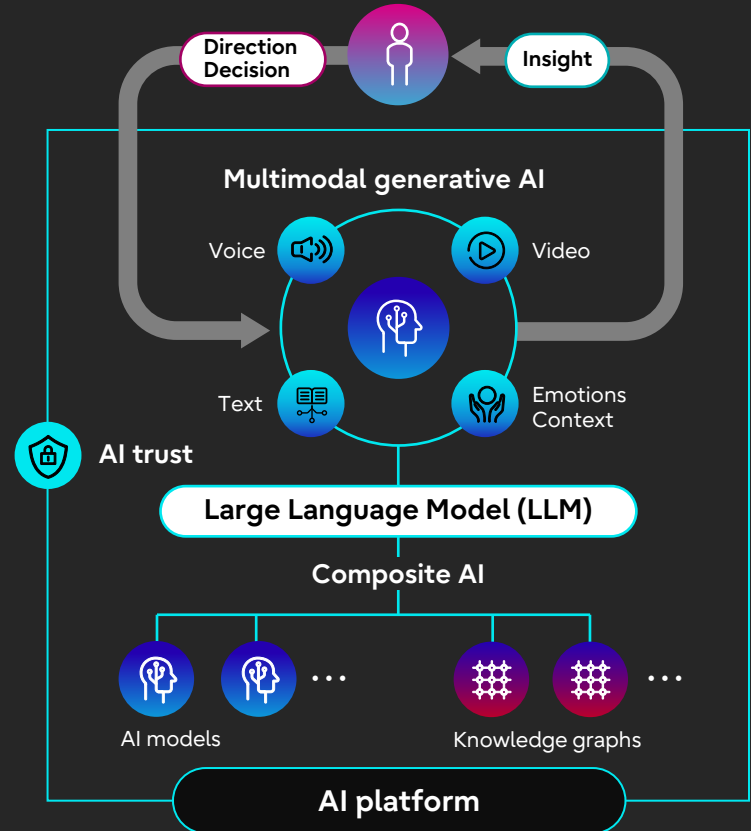 Direction
Decision
Insight
Multimodal generative AI
Voice
Video
Text
Emotions
Context
AI trust
Large Language Model (LLM)
Composite AI
...
...
AI models
Knowledge graphs
AI platform